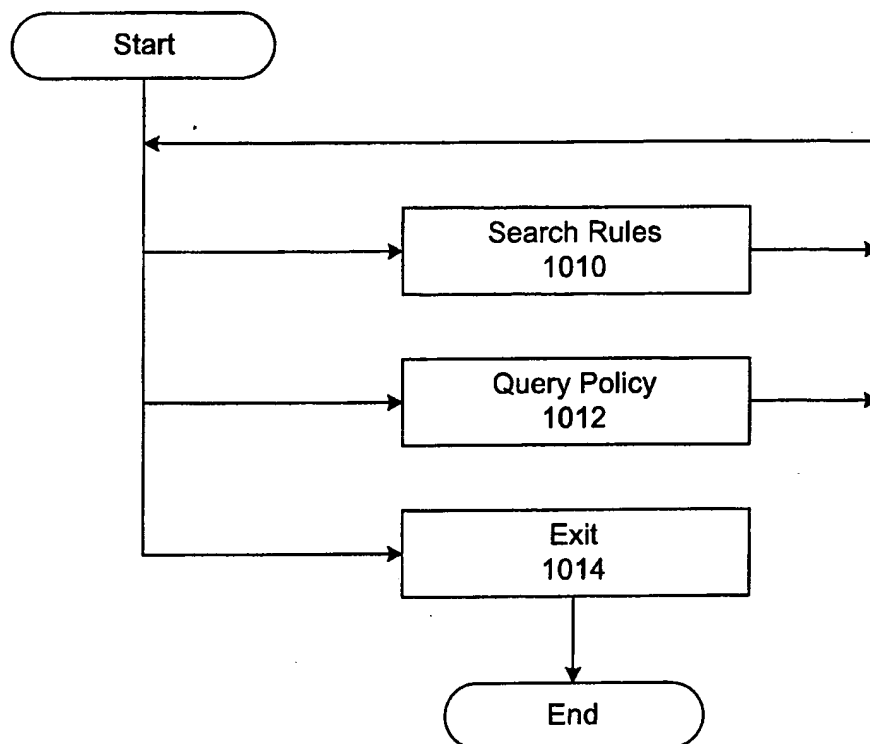 Start
Search Rules
1010
Query Policy
1012
Exit
1014
End